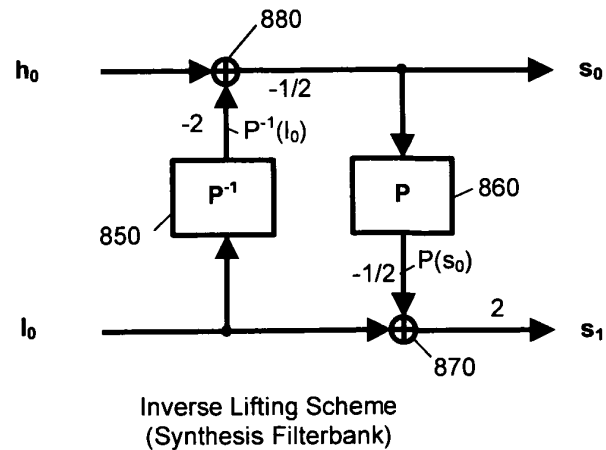 880
h₀
s₀
-1/2
-2
P⁻¹(l₀)
P⁻¹
P
860
850
P(s₀)
-1/2
2
l₀
s₁
870
Inverse Lifting Scheme
(Synthesis Filterbank)